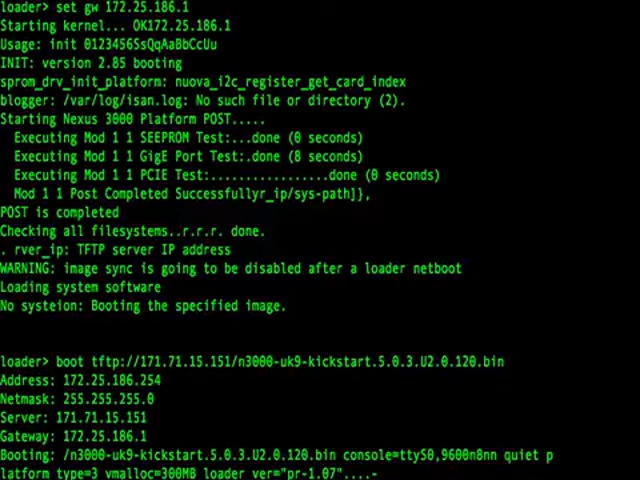 loader> set gw 172.25.186.1
Starting kernel... OK172.25.186.1
Usage: init 0123456SsQqAaBbCcUu
INIT: version 2.85 booting
sprom_drv_init_platform: nuova_i2c_register_get_card_index
blogger: /var/log/isan.log: No such file or directory (2).
Starting Nexus 3000 Platform POST.....
Executing Mod 1 1 SEEPROM Test:...done (0 seconds)
Executing Mod 1 1 GigE Port Test:.done (8 seconds)
Executing Mod 1 1 PCIE Test:.................done (0 seconds)
Mod 1 1 Post Completed Successfullyr_ip/sys-path]},
POST is completed
Checking all filesystems..r.r.r. done.
. rver_ip: TFTP server IP address
WARNING: image sync is going to be disabled after a loader netboot
Loading system software
No systeion: Booting the specified image.
loader> boot tftp://171.71.15.151/n3000-uk9-kickstart.5.0.3.U2.0.120.bin
Address: 172.25.186.254
Netmask: 255.255.255.0
Server: 171.71.15.151
Gateway: 172.25.186.1
Booting: /n3000-uk9-kickstart.5.0.3.U2.0.120.bin console=ttyS0,9600n8nn quiet p
latform type=3 vmalloc=300MB loader ver="pr-1.07"....-